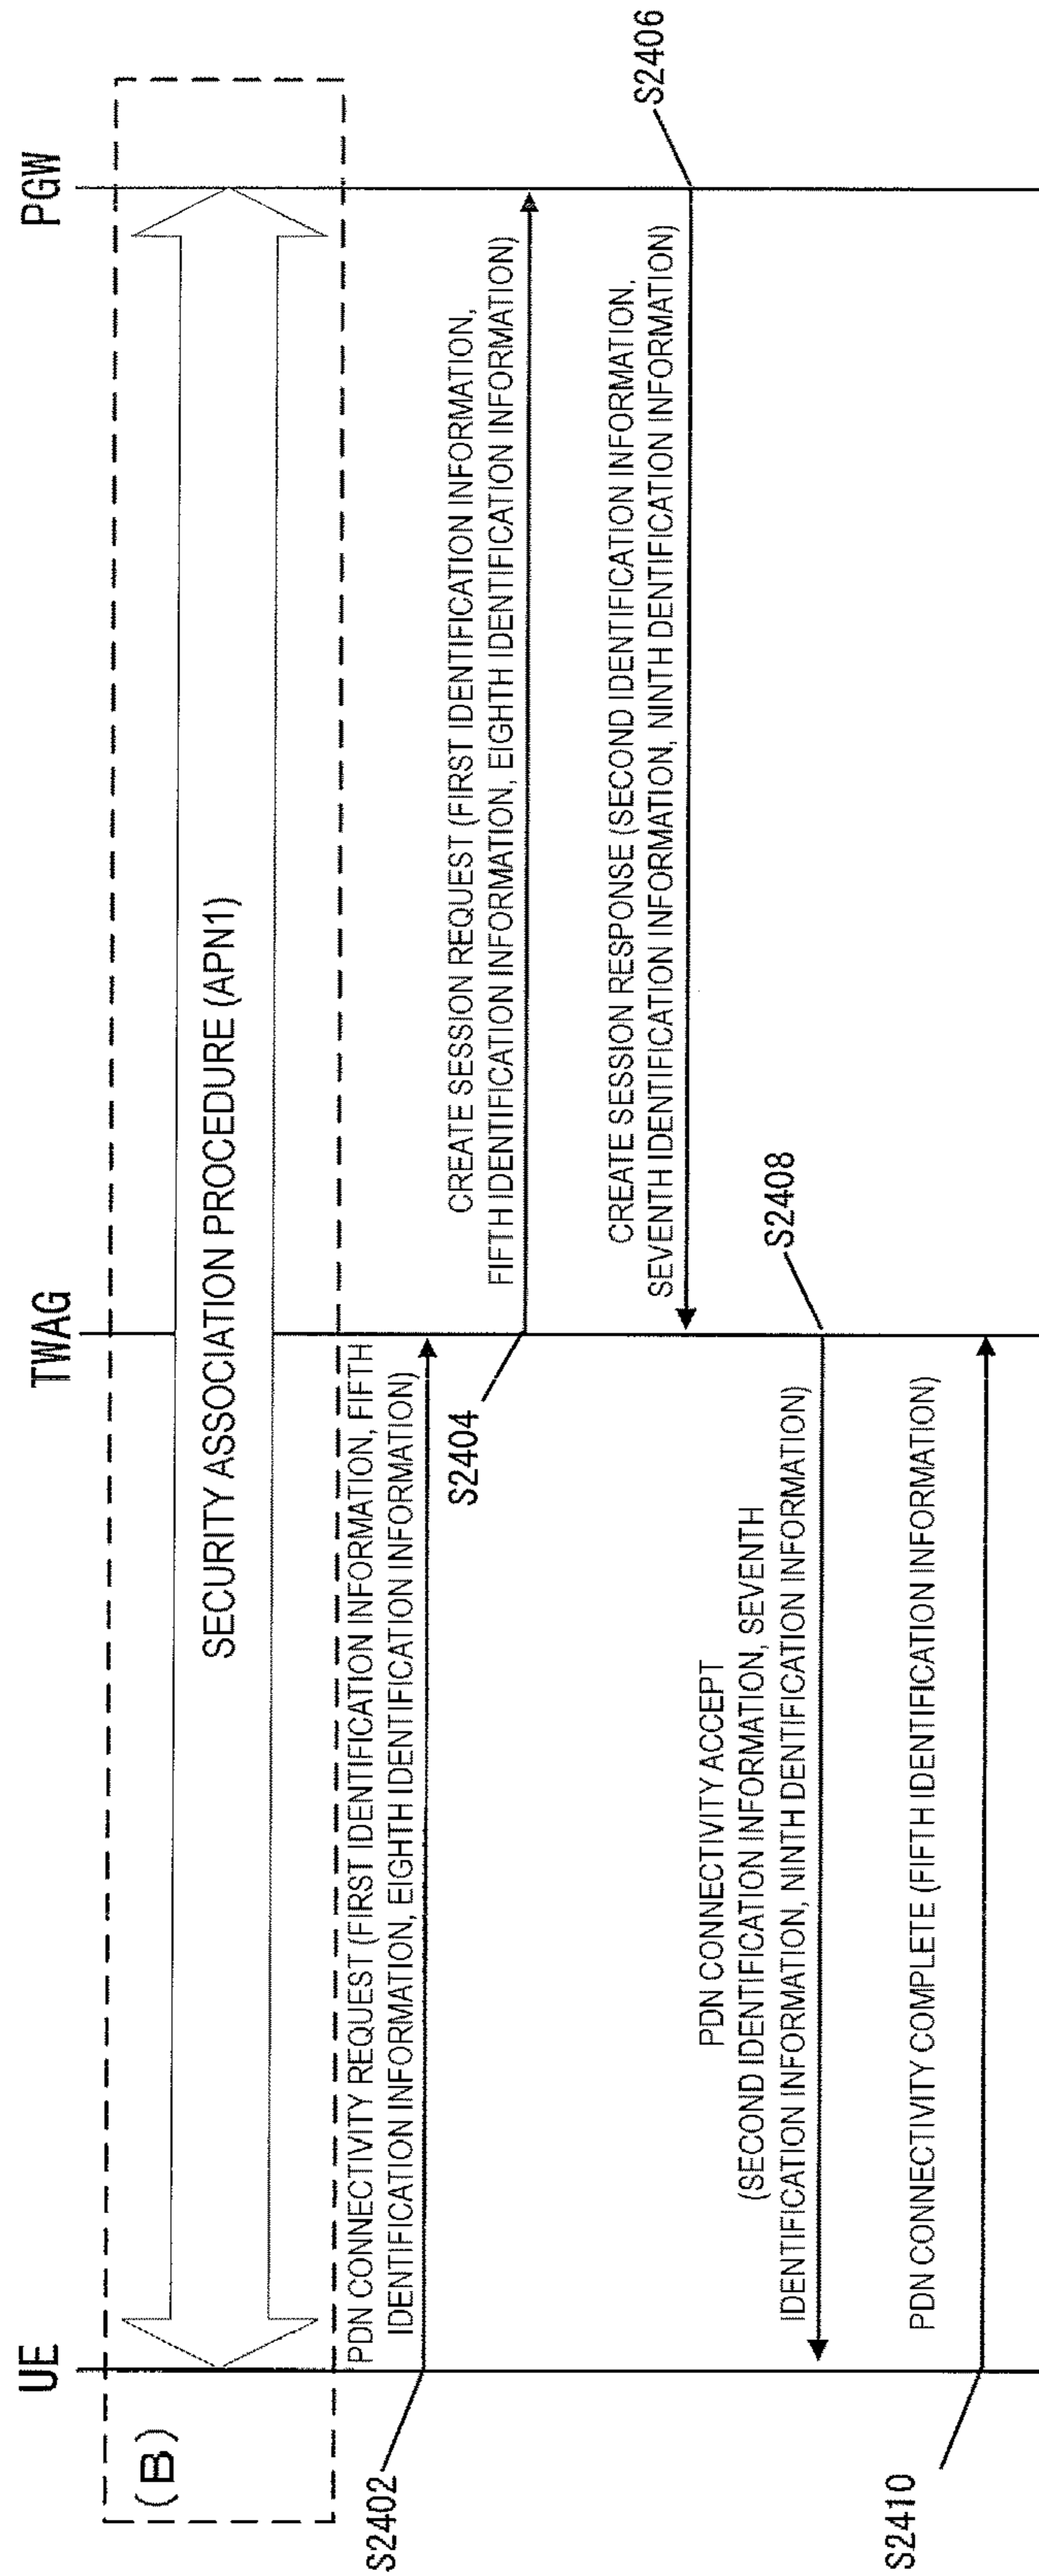 UE
TWAG
PGW
(B)
SECURITY ASSOCIATION PROCEDURE (APN1)
PDN CONNECTIVITY REQUEST (FIRST IDENTIFICATION INFORMATION, FIFTH
IDENTIFICATION INFORMATION, EIGHTH IDENTIFICATION INFORMATION)
S2402
S2404
CREATE SESSION REQUEST (FIRST IDENTIFICATION INFORMATION,
FIFTH IDENTIFICATION INFORMATION, EIGHTH IDENTIFICATION INFORMATION)
CREATE SESSION RESPONSE (SECOND IDENTIFICATION INFORMATION,
SEVENTH IDENTIFICATION INFORMATION, NINTH DENTIFICATION INFORMATION)
S2406
S2408
PDN CONNECTIVITY ACCEPT
(SECOND IDENTIFICATION INFORMATION, SEVENTH
IDENTIFICATION INFORMATION, NINTH DENTIFICATION INFORMATION)
PDN CONNECTIVITY COMPLETE (FIFTH IDENTIFICATION INFORMATION)
S2410